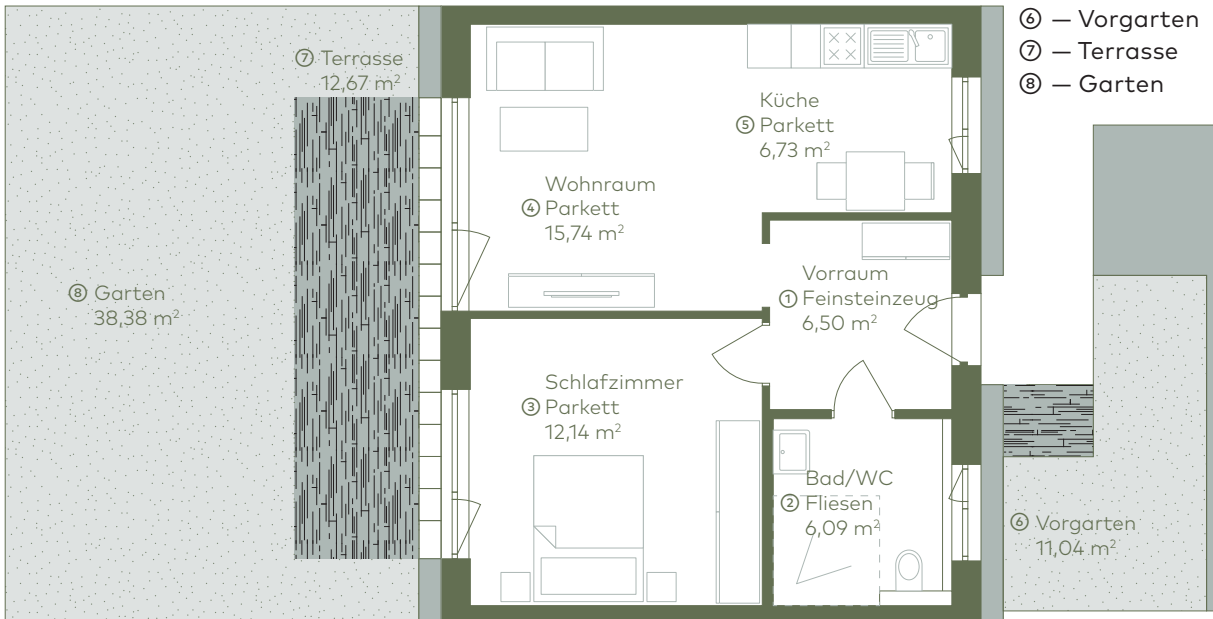 ⑥ — Vorgarten
⑦ — Terrasse
⑧ — Garten
⑦ Terrasse
12,67 m²
Küche
⑤ Parkett
6,73 m²
Wohnraum
④ Parkett
15,74 m²
Vorraum
① Feinsteinzeug
6,50 m²
⑧ Garten
38,38 m²
Schlafzimmer
③ Parkett
12,14 m²
Bad/WC
② Fliesen
6,09 m²
⑥ Vorgarten
11,04 m²